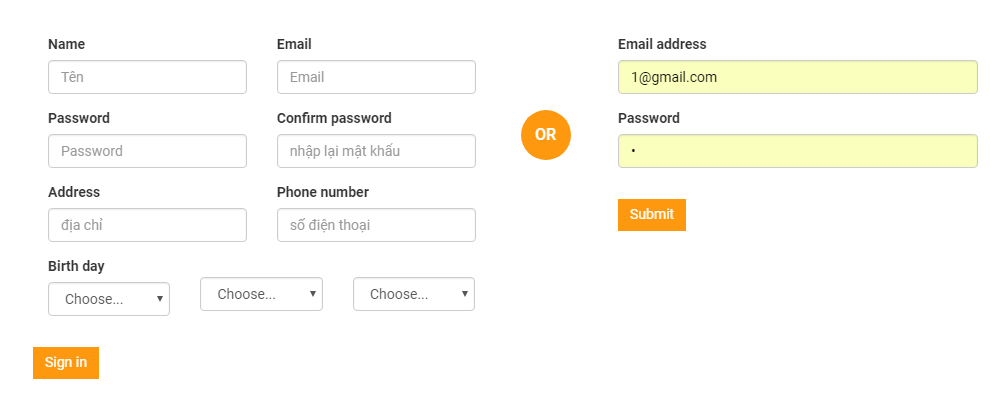 Name
Email
Tên
Email
Password
Confirm password
Password
nhập lại mật khẩu
Address
Phone number
địa chỉ
số điện thoại
Birth day
Choose...
Choose...
Choose...
Sign in
OR
Email address
1@gmail.com
Password
•
Submit